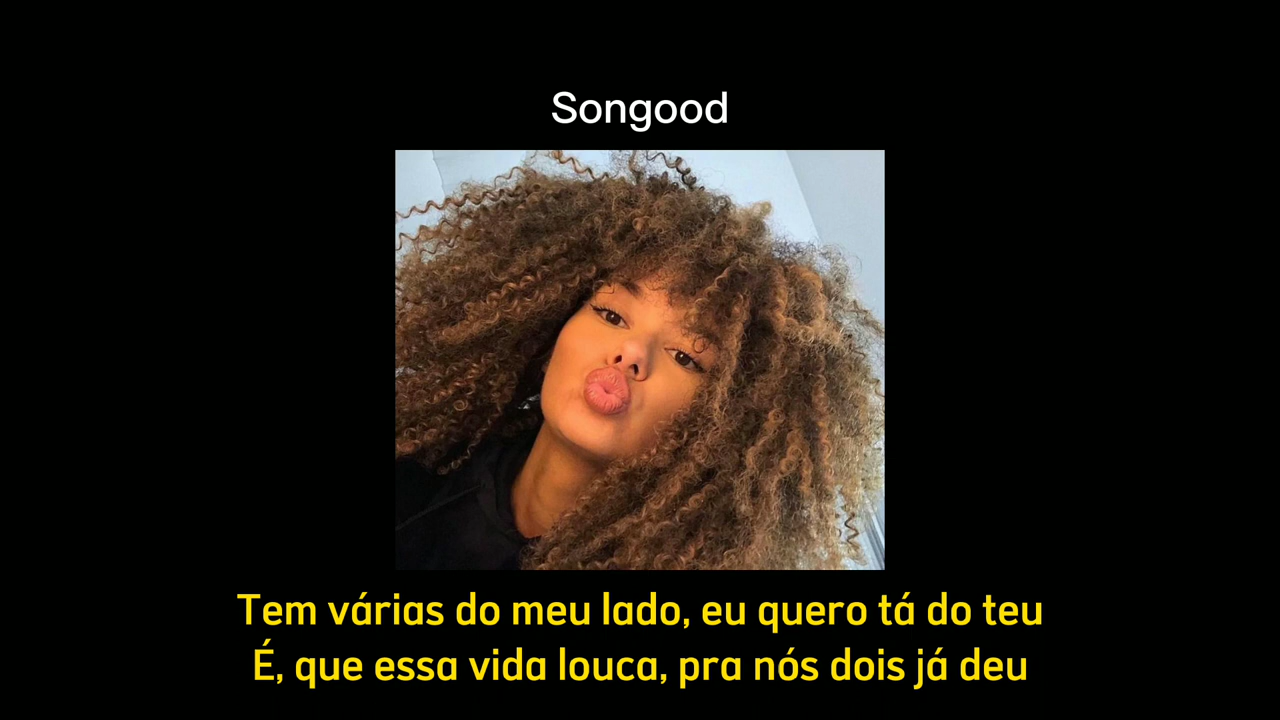 Songood
Tem várias do meu lado, eu quero tá do teu
É, que essa vida louca, pra nós dois já deu